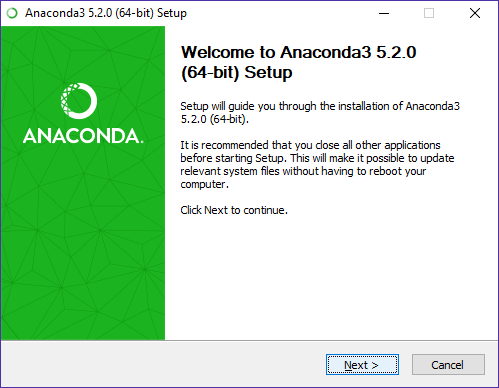 Anaconda3 5.2.0 (64-bit) Setup
ANACONDA.
Welcome to Anaconda3 5.2.0
(64-bit) Setup
Setup will guide you through the installation of Anaconda3
5.2.0 (64-bit).
It is recommended that you close all other applications
before starting Setup. This will make it possible to update
relevant system files without having to reboot your
computer.
Click Next to continue.
Next >
Cancel